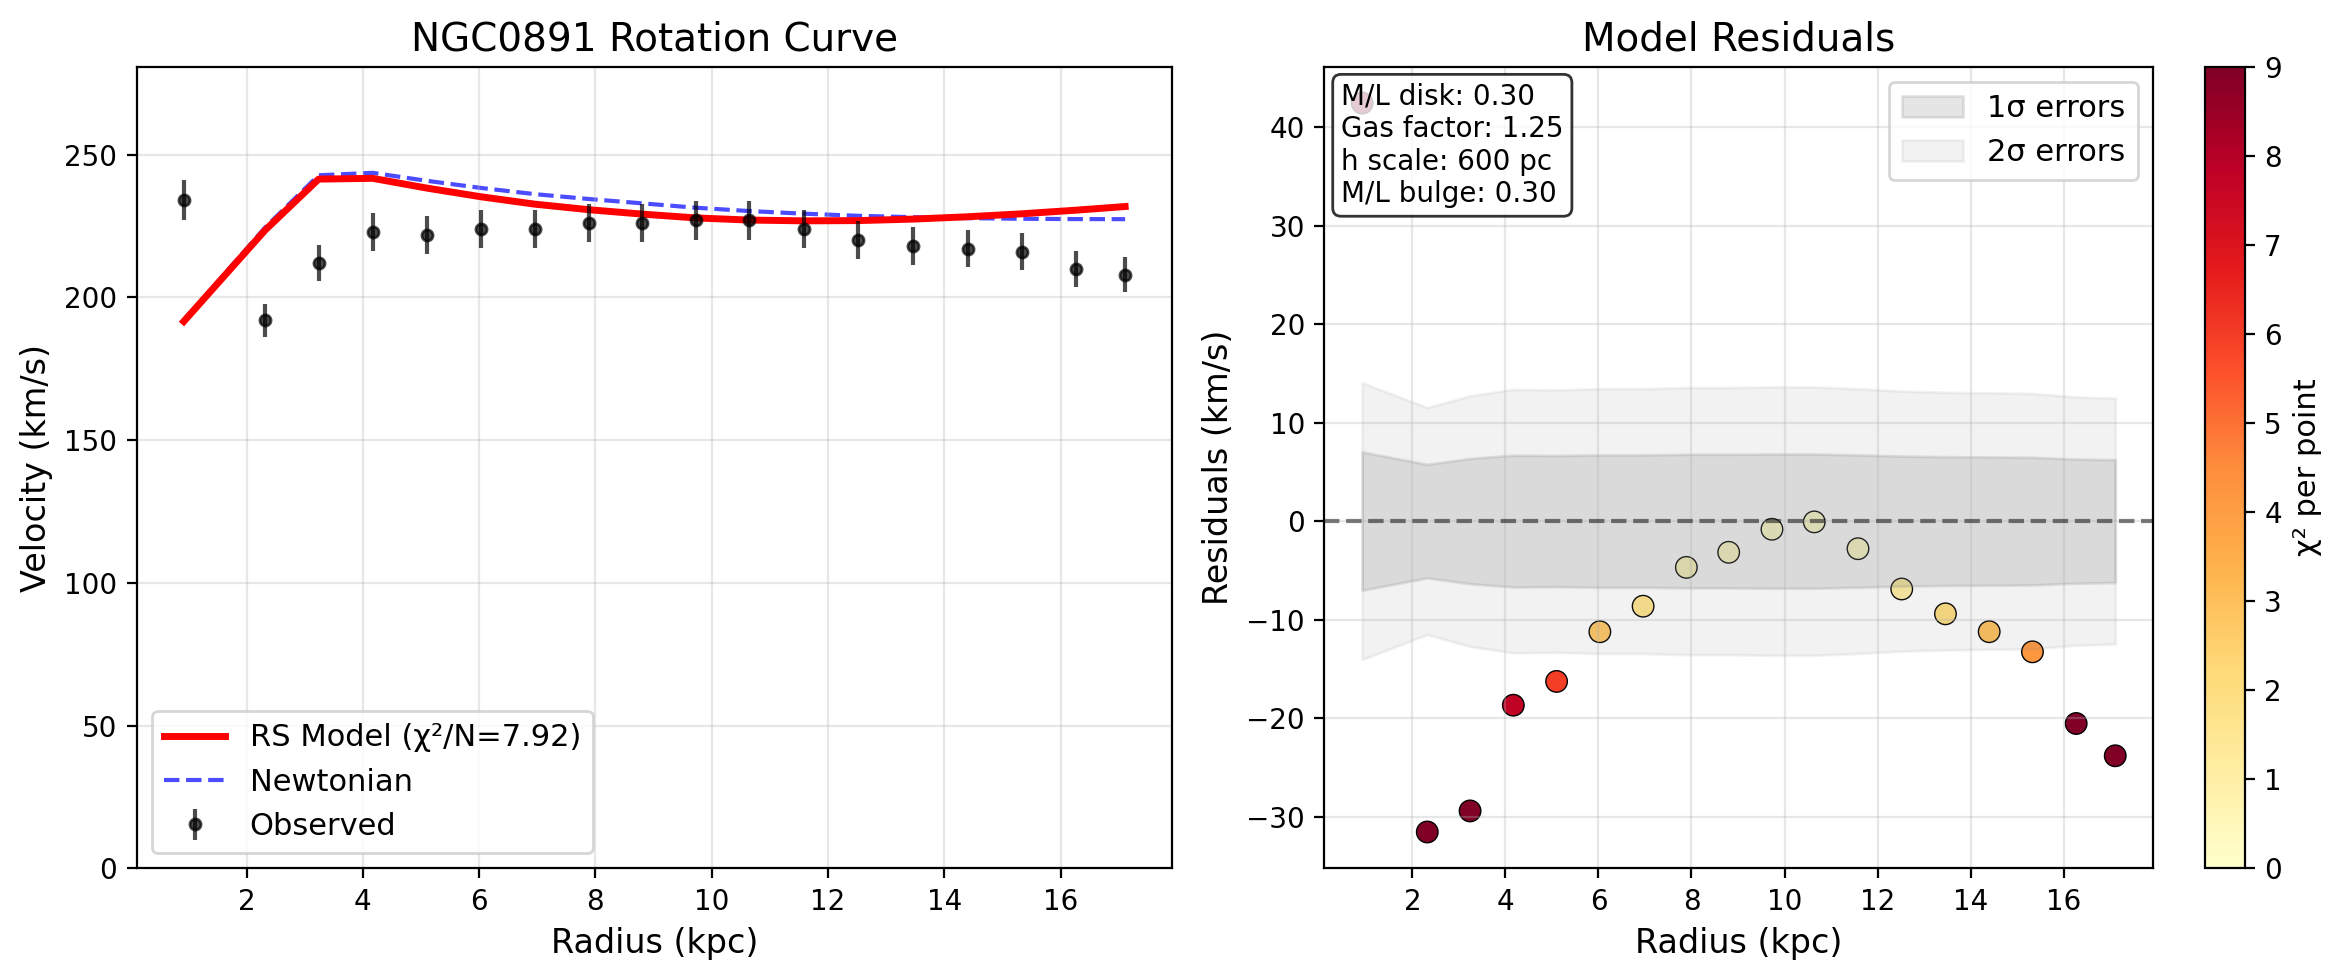 NGC0891 Rotation Curve
250
200
150
100
50
0
Velocity (km/s)
RS Model (χ²/N=7.92)
Newtonian
Observed
2 4 6 8 10 12 14 16
Radius (kpc)
Model Residuals
M/L disk: 0.30
Gas factor: 1.25
h scale: 600 pc
M/L bulge: 0.30
1σ errors
2σ errors
40
30
20
10
0
−10
−20
−30
Residuals (km/s)
2 4 6 8 10 12 14 16
Radius (kpc)
9
8
7
6
5
4
3
2
1
0
χ² per point